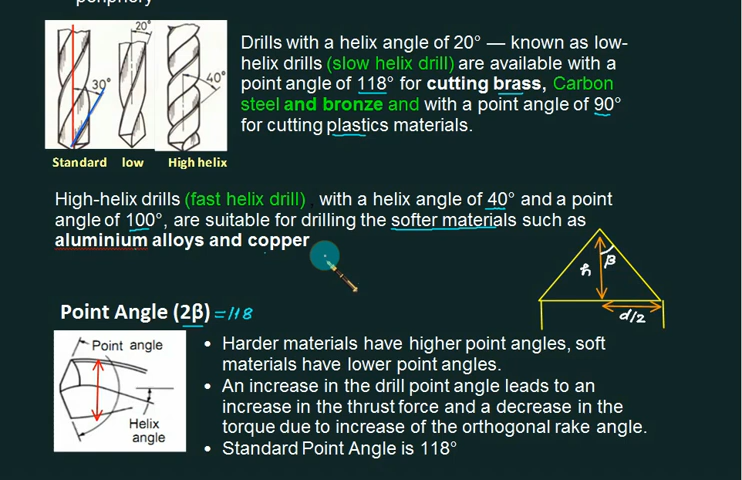 periphery
20°
30°
40°
Standard low High helix
Drills with a helix angle of 20° — known as low-
helix drills (slow helix drill) are available with a
point angle of 118° for cutting brass, Carbon
steel and bronze and with a point angle of 90°
for cutting plastics materials.
High-helix drills (fast helix drill) , with a helix angle of 40° and a point
angle of 100°, are suitable for drilling the softer materials such as
aluminium alloys and copper
h
β
d/2
Point Angle (2β) = 118
Point angle
Helix
angle
• Harder materials have higher point angles, soft
materials have lower point angles.
• An increase in the drill point angle leads to an
increase in the thrust force and a decrease in the
torque due to increase of the orthogonal rake angle.
• Standard Point Angle is 118°